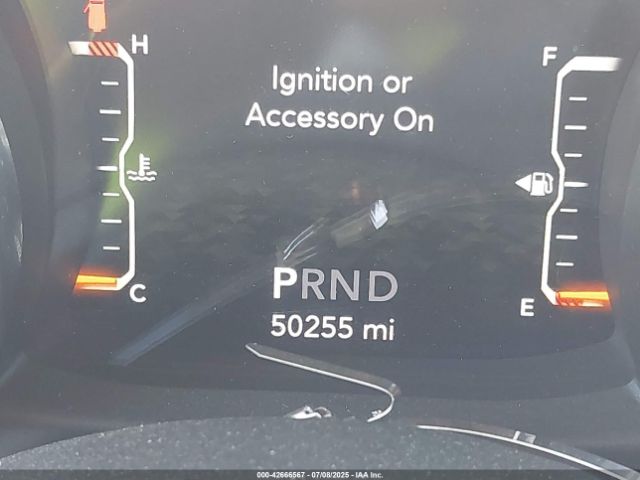 H
F
Ignition or
Accessory On
PRND
C
E
50255 mi
000-42666567 | 07/08/2025 | IAA Inc.